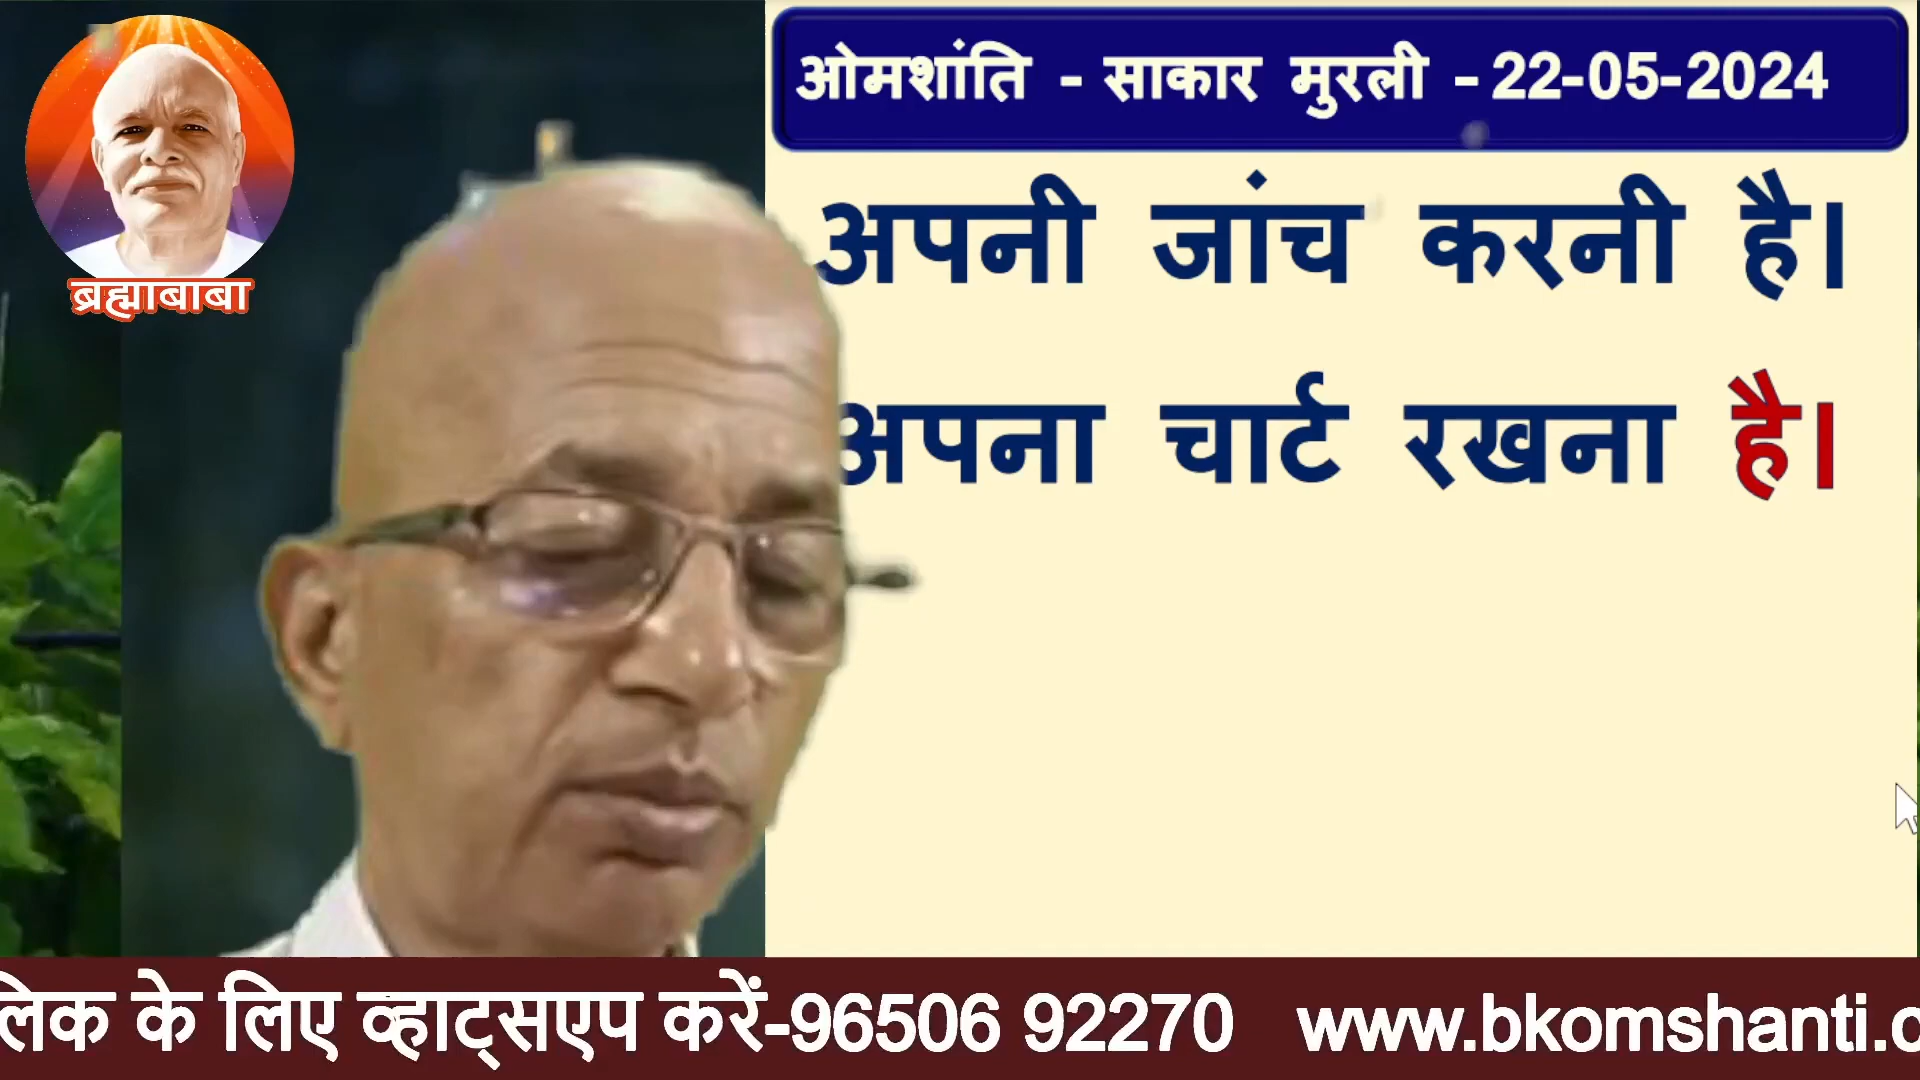 ओमशांति - साकार मुरली - 22-05-2024
ब्रह्माबाबा
अपनी जांच करनी है।
अपना चार्ट रखना है।
के लिए व्हाट्सएप करें-96506 92270 www.bkomshanti.c